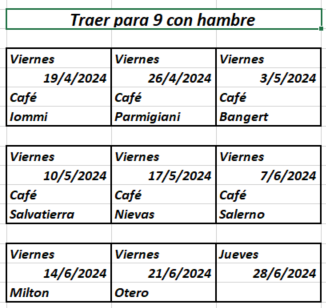 Traer para 9 con hambre
Viernes Viernes Viernes
19/4/2024 26/4/2024 3/5/2024
Café Café Café
Iommi Parmigiani Bangert
Viernes Viernes Viernes
10/5/2024 17/5/2024 7/6/2024
Café Café Café
Salvatierra Nievas Salerno
Viernes Viernes Jueves
14/6/2024 21/6/2024 28/6/2024
Milton Otero